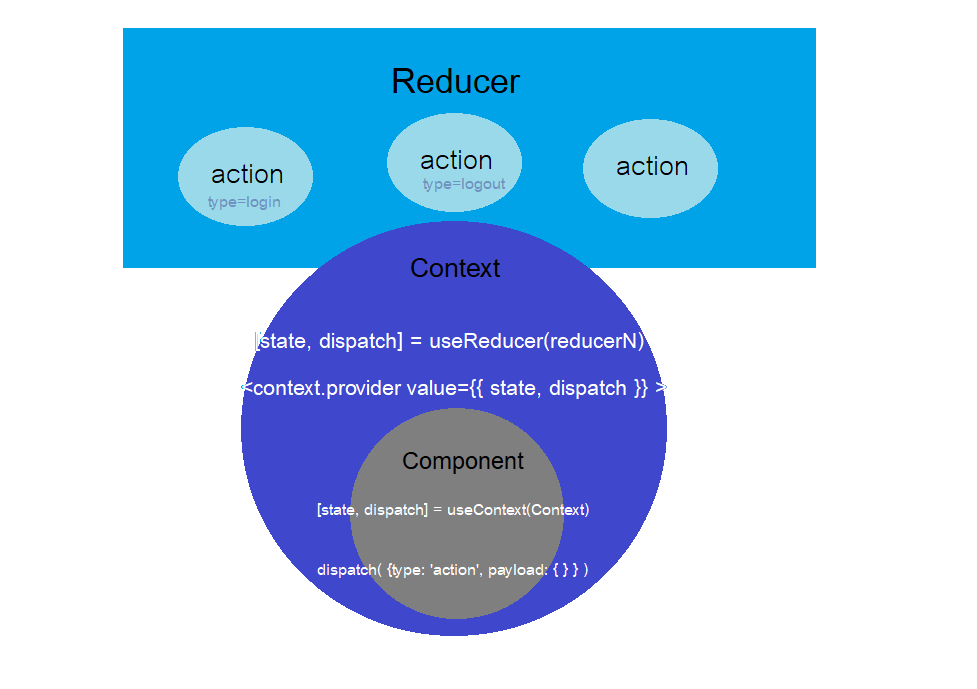 Reducer
action
type=login
action
type=logout
action
Context
[state, dispatch] = useReducer(reducerN)
<context.provider value={{ state, dispatch }} >
Component
[state, dispatch] = useContext(Context)
dispatch( {type: 'action', payload: { } } )